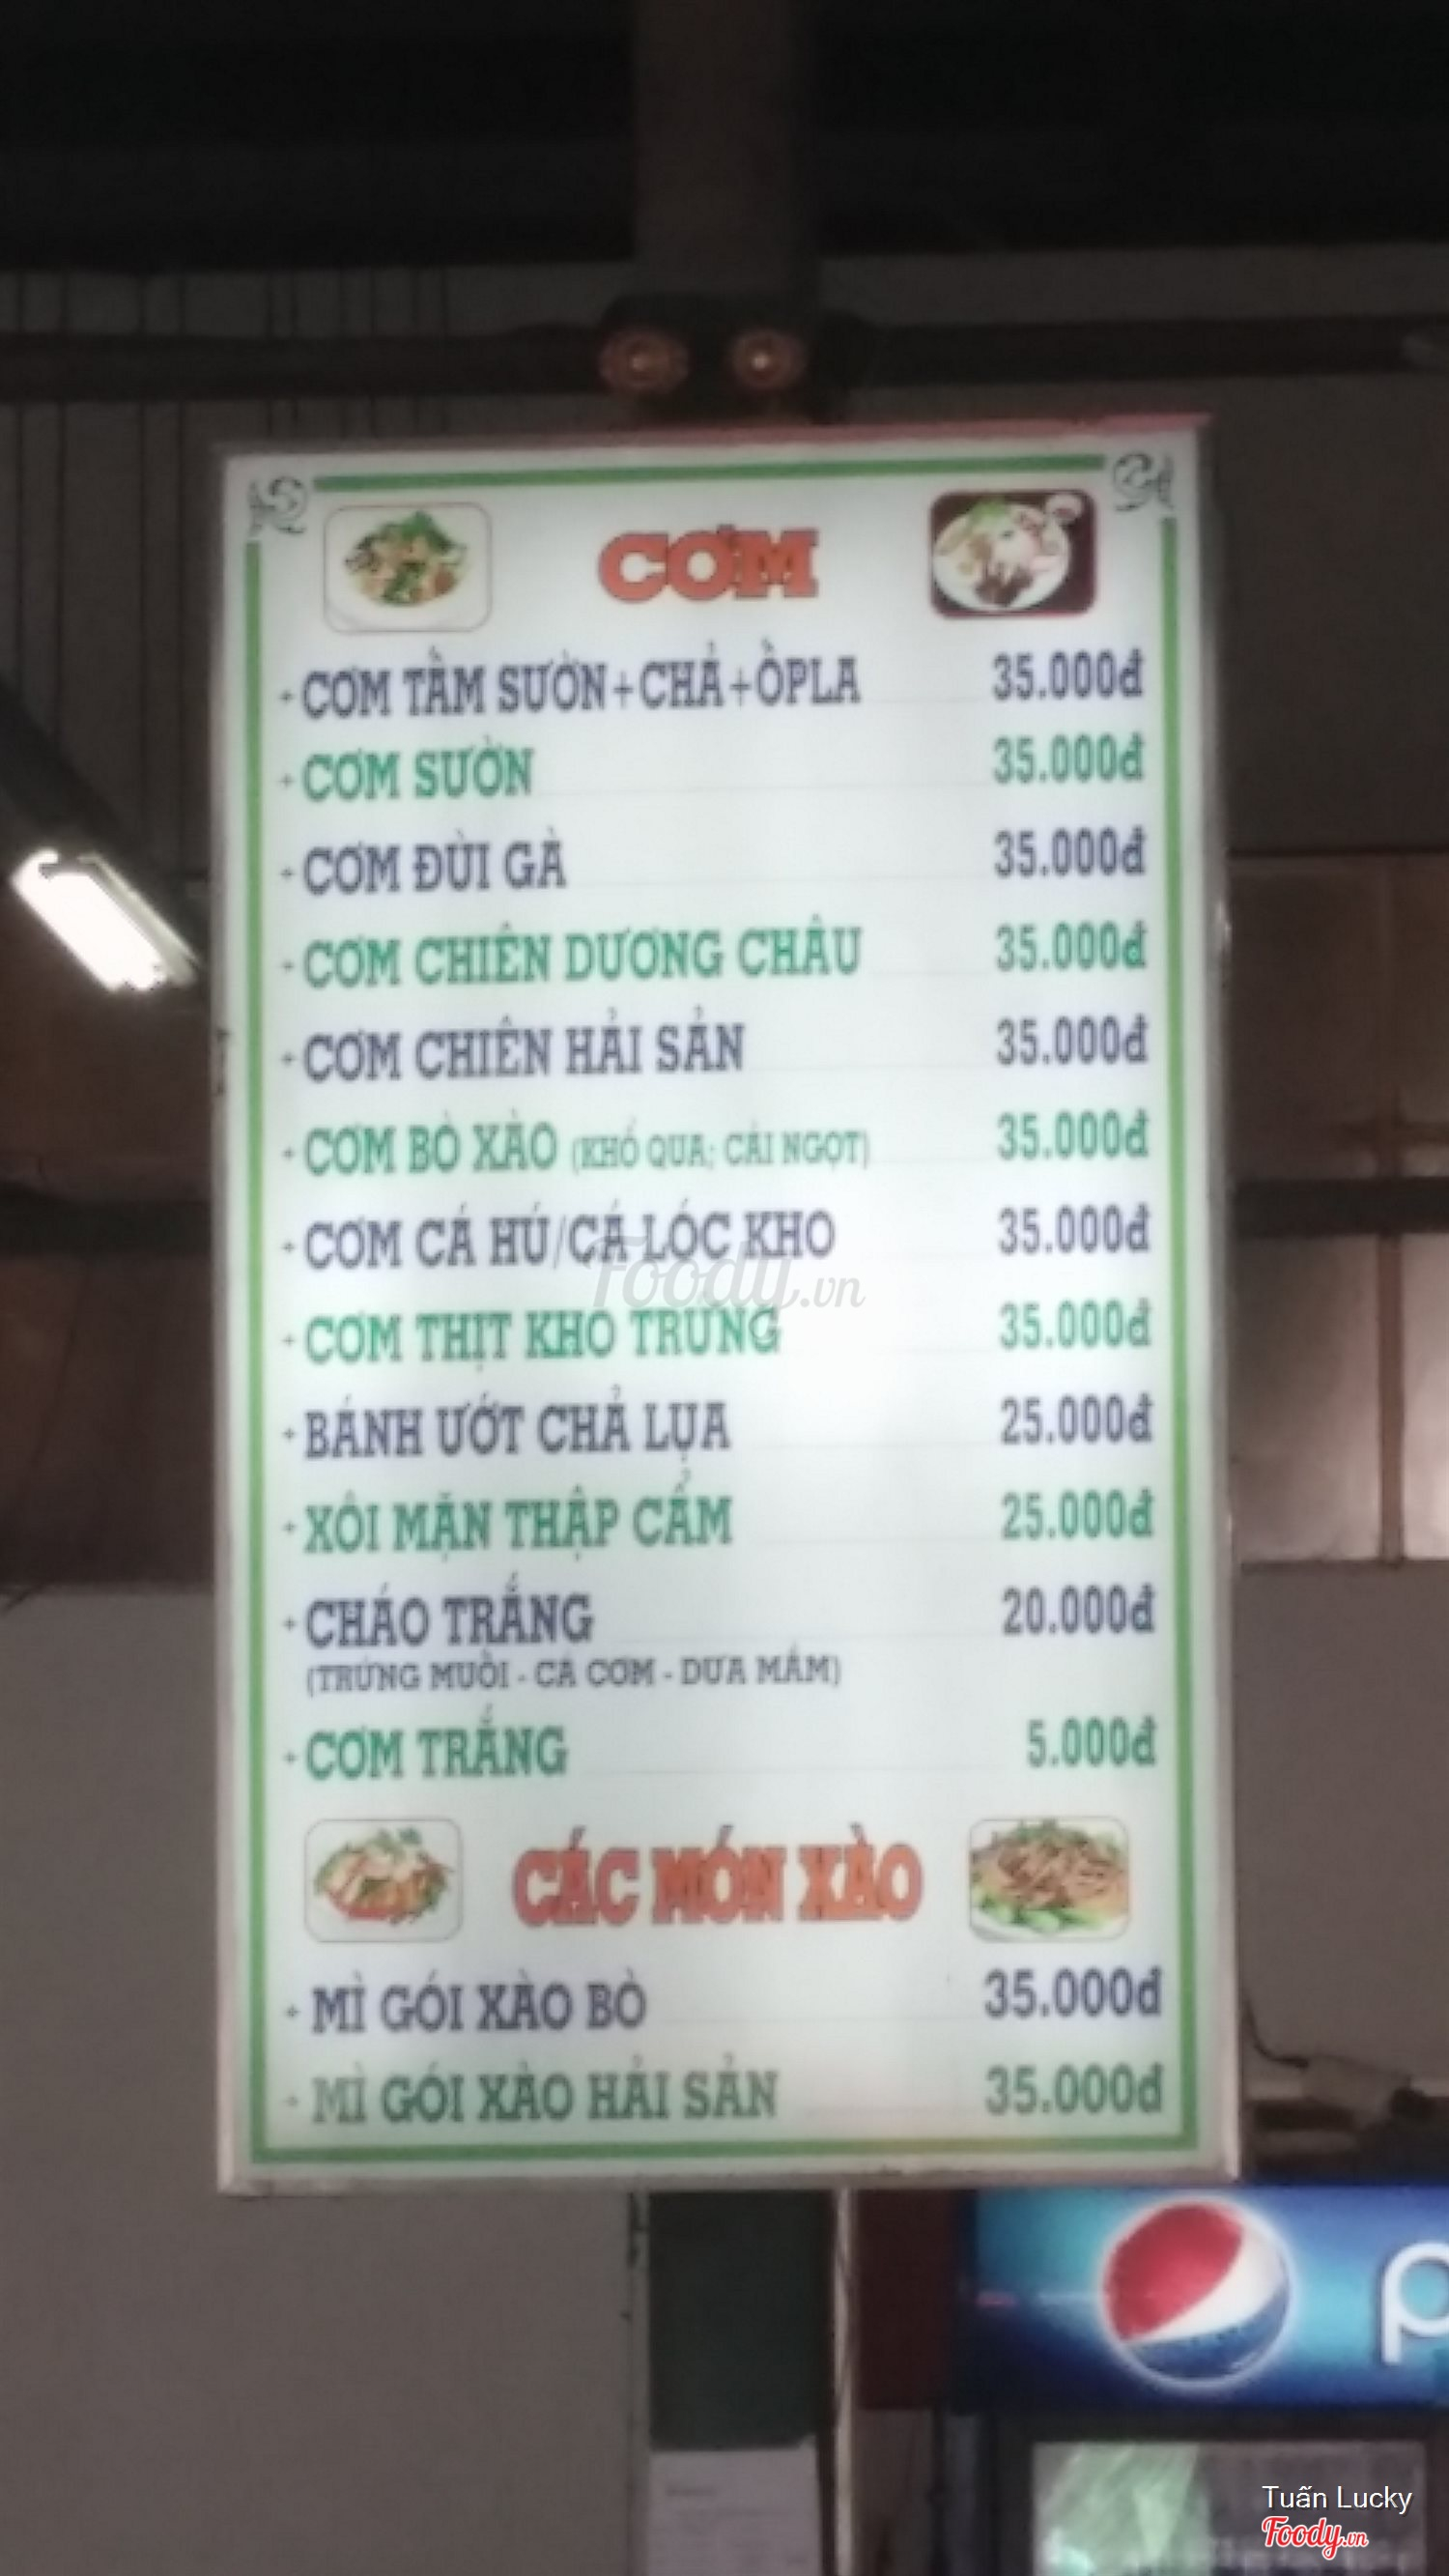 CƠM
+ CƠM TẤM SƯỜN+CHẢ+ỐPLA 35.000đ
+ CƠM SƯỜN 35.000đ
+ CƠM ĐÙI GÀ 35.000đ
+ CƠM CHIÊN DƯƠNG CHÂU 35.000đ
+ CƠM CHIÊN HẢI SẢN 35.000đ
+ CƠM BÒ XÀO (KHỔ QUA; CẢI NGỌT) 35.000đ
+ CƠM CÁ HÚ/CÁ LÓC KHO 35.000đ
+ CƠM THỊT KHO TRỨNG 35.000đ
+ BÁNH ƯỚT CHẢ LỤA 25.000đ
+ XÔI MẶN THẬP CẨM 25.000đ
+ CHÁO TRẮNG 20.000đ
(TRỨNG MUỐI - CÁ CƠM - DƯA MẮM)
+ CƠM TRẮNG 5.000đ
CÁC MÓN XÀO
+ MÌ GÓI XÀO BÒ 35.000đ
+ MÌ GÓI XÀO HẢI SẢN 35.000đ
Foody.vn
p
Tuấn Lucky
Foody.vn